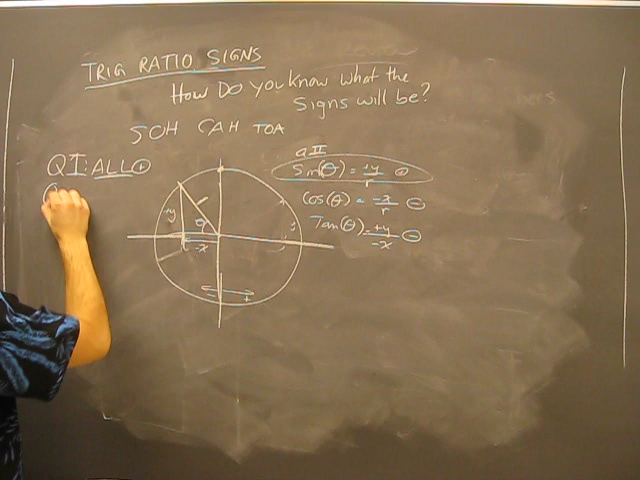 TRIG RATIO SIGNS
How Do you Know what the
Signs will be?
SOH CAH TOA
QI: ALL ⊕
QII
Sin(θ) = +y/r ⊕
Cos(θ) = -x/r ⊖
Tan(θ) = +y/-x ⊖
+y
θ
-x
- +